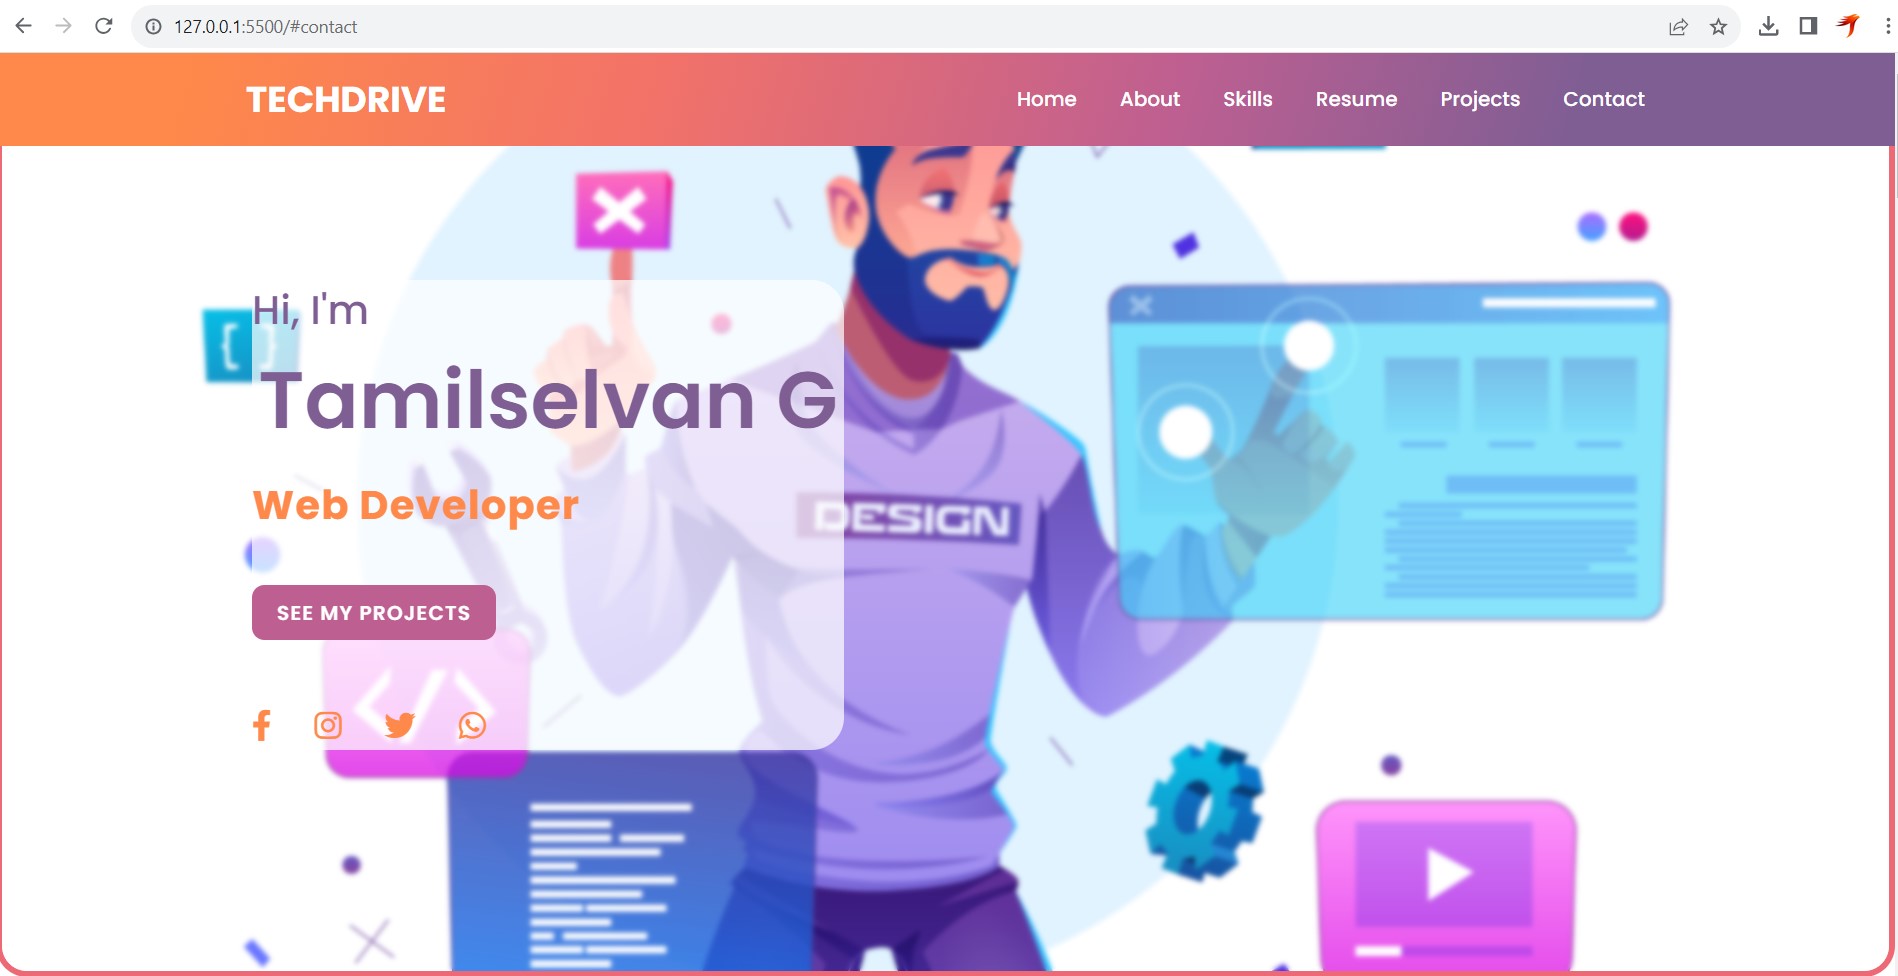 127.0.0.1:5500/#contact
TECHDRIVE
Home About Skills Resume Projects Contact
Hi, I'm
Tamilselvan G
Web Developer
DESIGN
SEE MY PROJECTS
{ }
</>